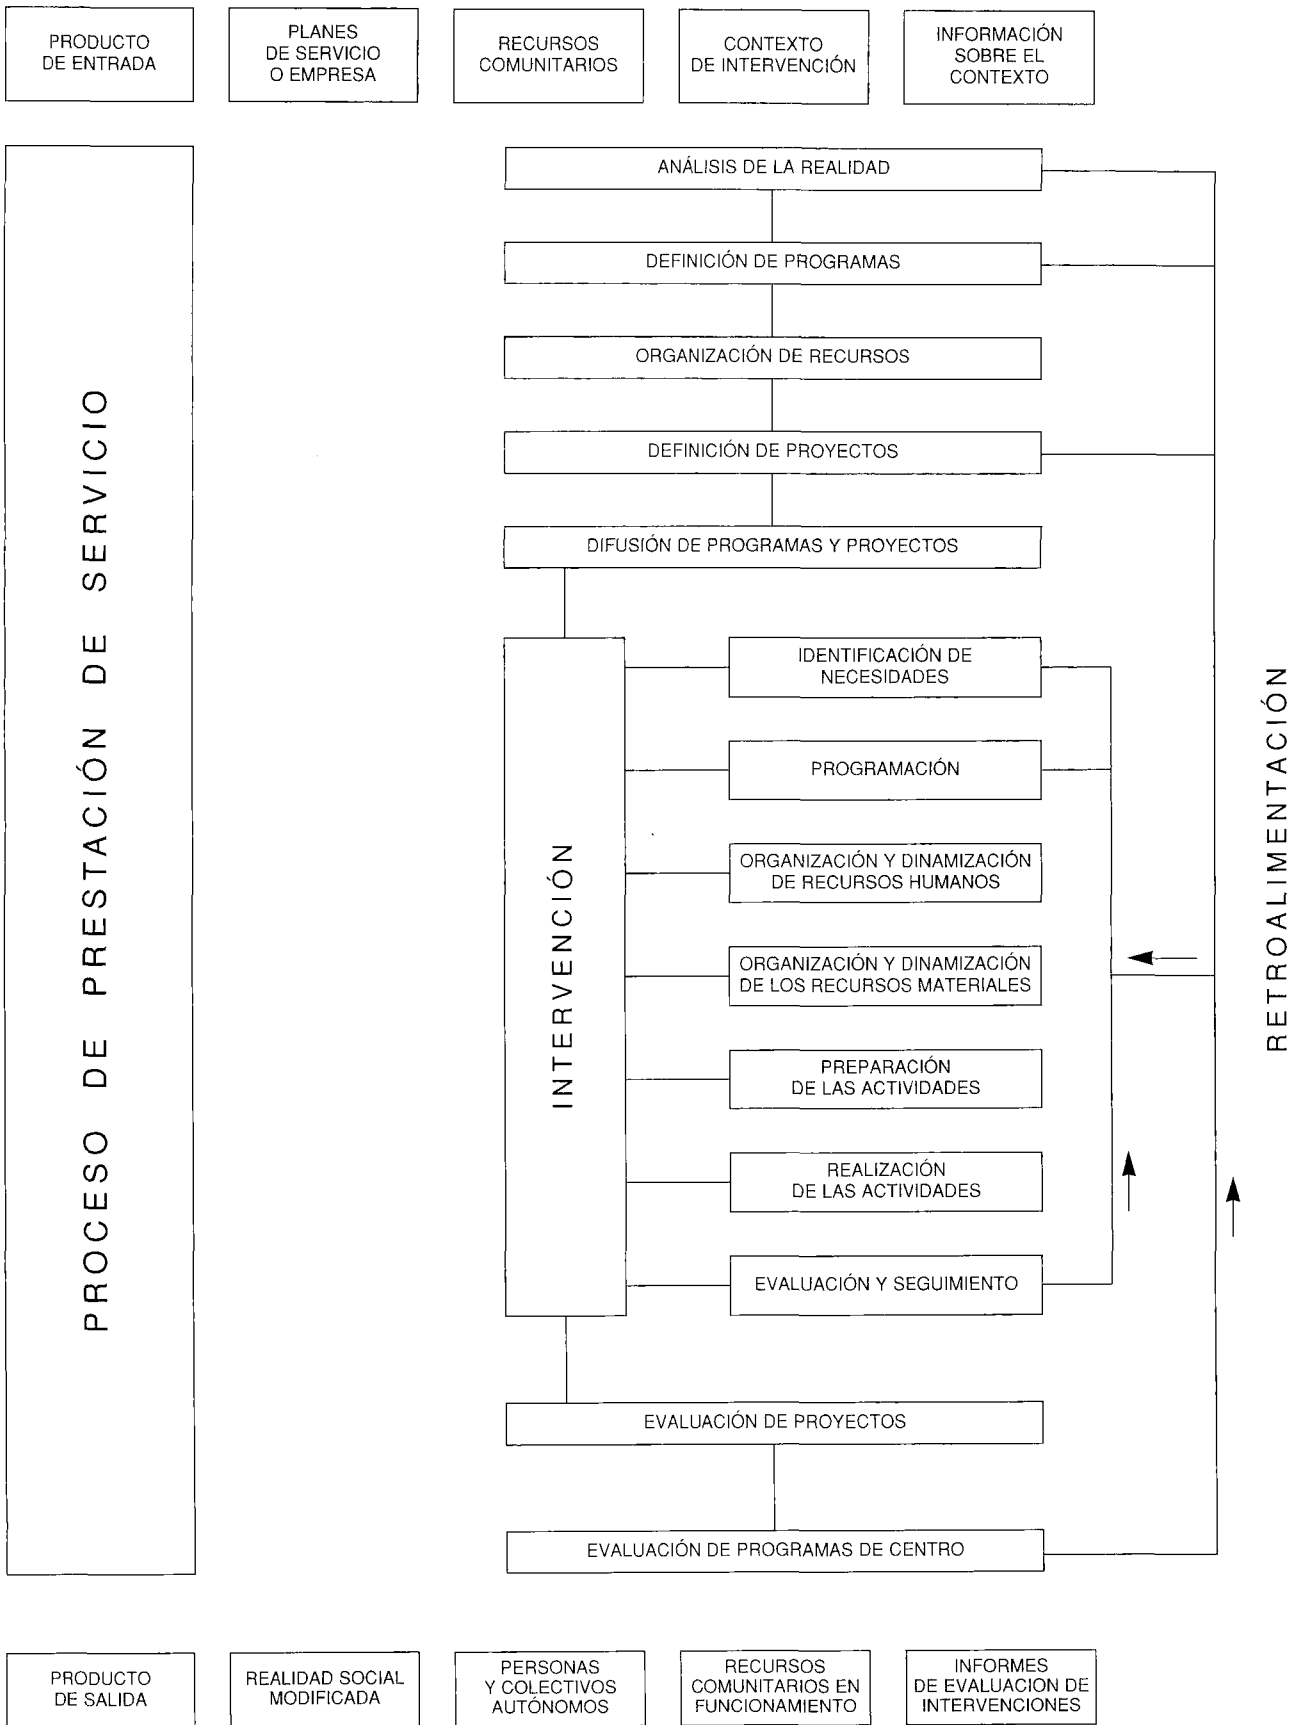 PRODUCTO
DE ENTRADA
PLANES
DE SERVICIO
O EMPRESA
RECURSOS
COMUNITARIOS
CONTEXTO
DE INTERVENCIÓN
INFORMACIÓN
SOBRE EL
CONTEXTO
PROCESO DE PRESTACIÓN DE SERVICIO
ANÁLISIS DE LA REALIDAD
DEFINICIÓN DE PROGRAMAS
ORGANIZACIÓN DE RECURSOS
DEFINICIÓN DE PROYECTOS
DIFUSIÓN DE PROGRAMAS Y PROYECTOS
INTERVENCIÓN
IDENTIFICACIÓN DE
NECESIDADES
PROGRAMACIÓN
ORGANIZACIÓN Y DINAMIZACIÓN
DE RECURSOS HUMANOS
ORGANIZACIÓN Y DINAMIZACIÓN
DE LOS RECURSOS MATERIALES
PREPARACIÓN
DE LAS ACTIVIDADES
REALIZACIÓN
DE LAS ACTIVIDADES
EVALUACIÓN Y SEGUIMIENTO
RETROALIMENTACIÓN
EVALUACIÓN DE PROYECTOS
EVALUACIÓN DE PROGRAMAS DE CENTRO
PRODUCTO
DE SALIDA
REALIDAD SOCIAL
MODIFICADA
PERSONAS
Y COLECTIVOS
AUTÓNOMOS
RECURSOS
COMUNITARIOS EN
FUNCIONAMIENTO
INFORMES
DE EVALUACION DE
INTERVENCIONES